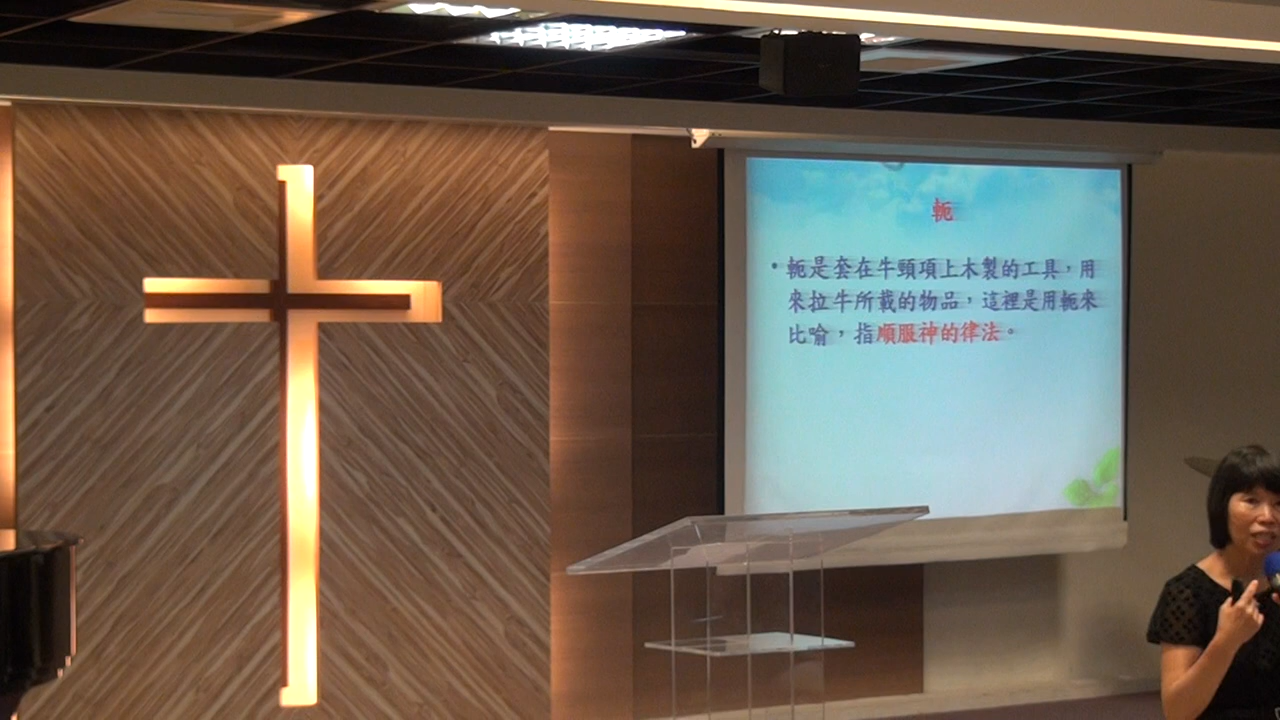 軛
• 軛是套在牛頸項上木製的工具，用
來拉牛所載的物品，這裡是用軛來
比喻，指順服神的律法。